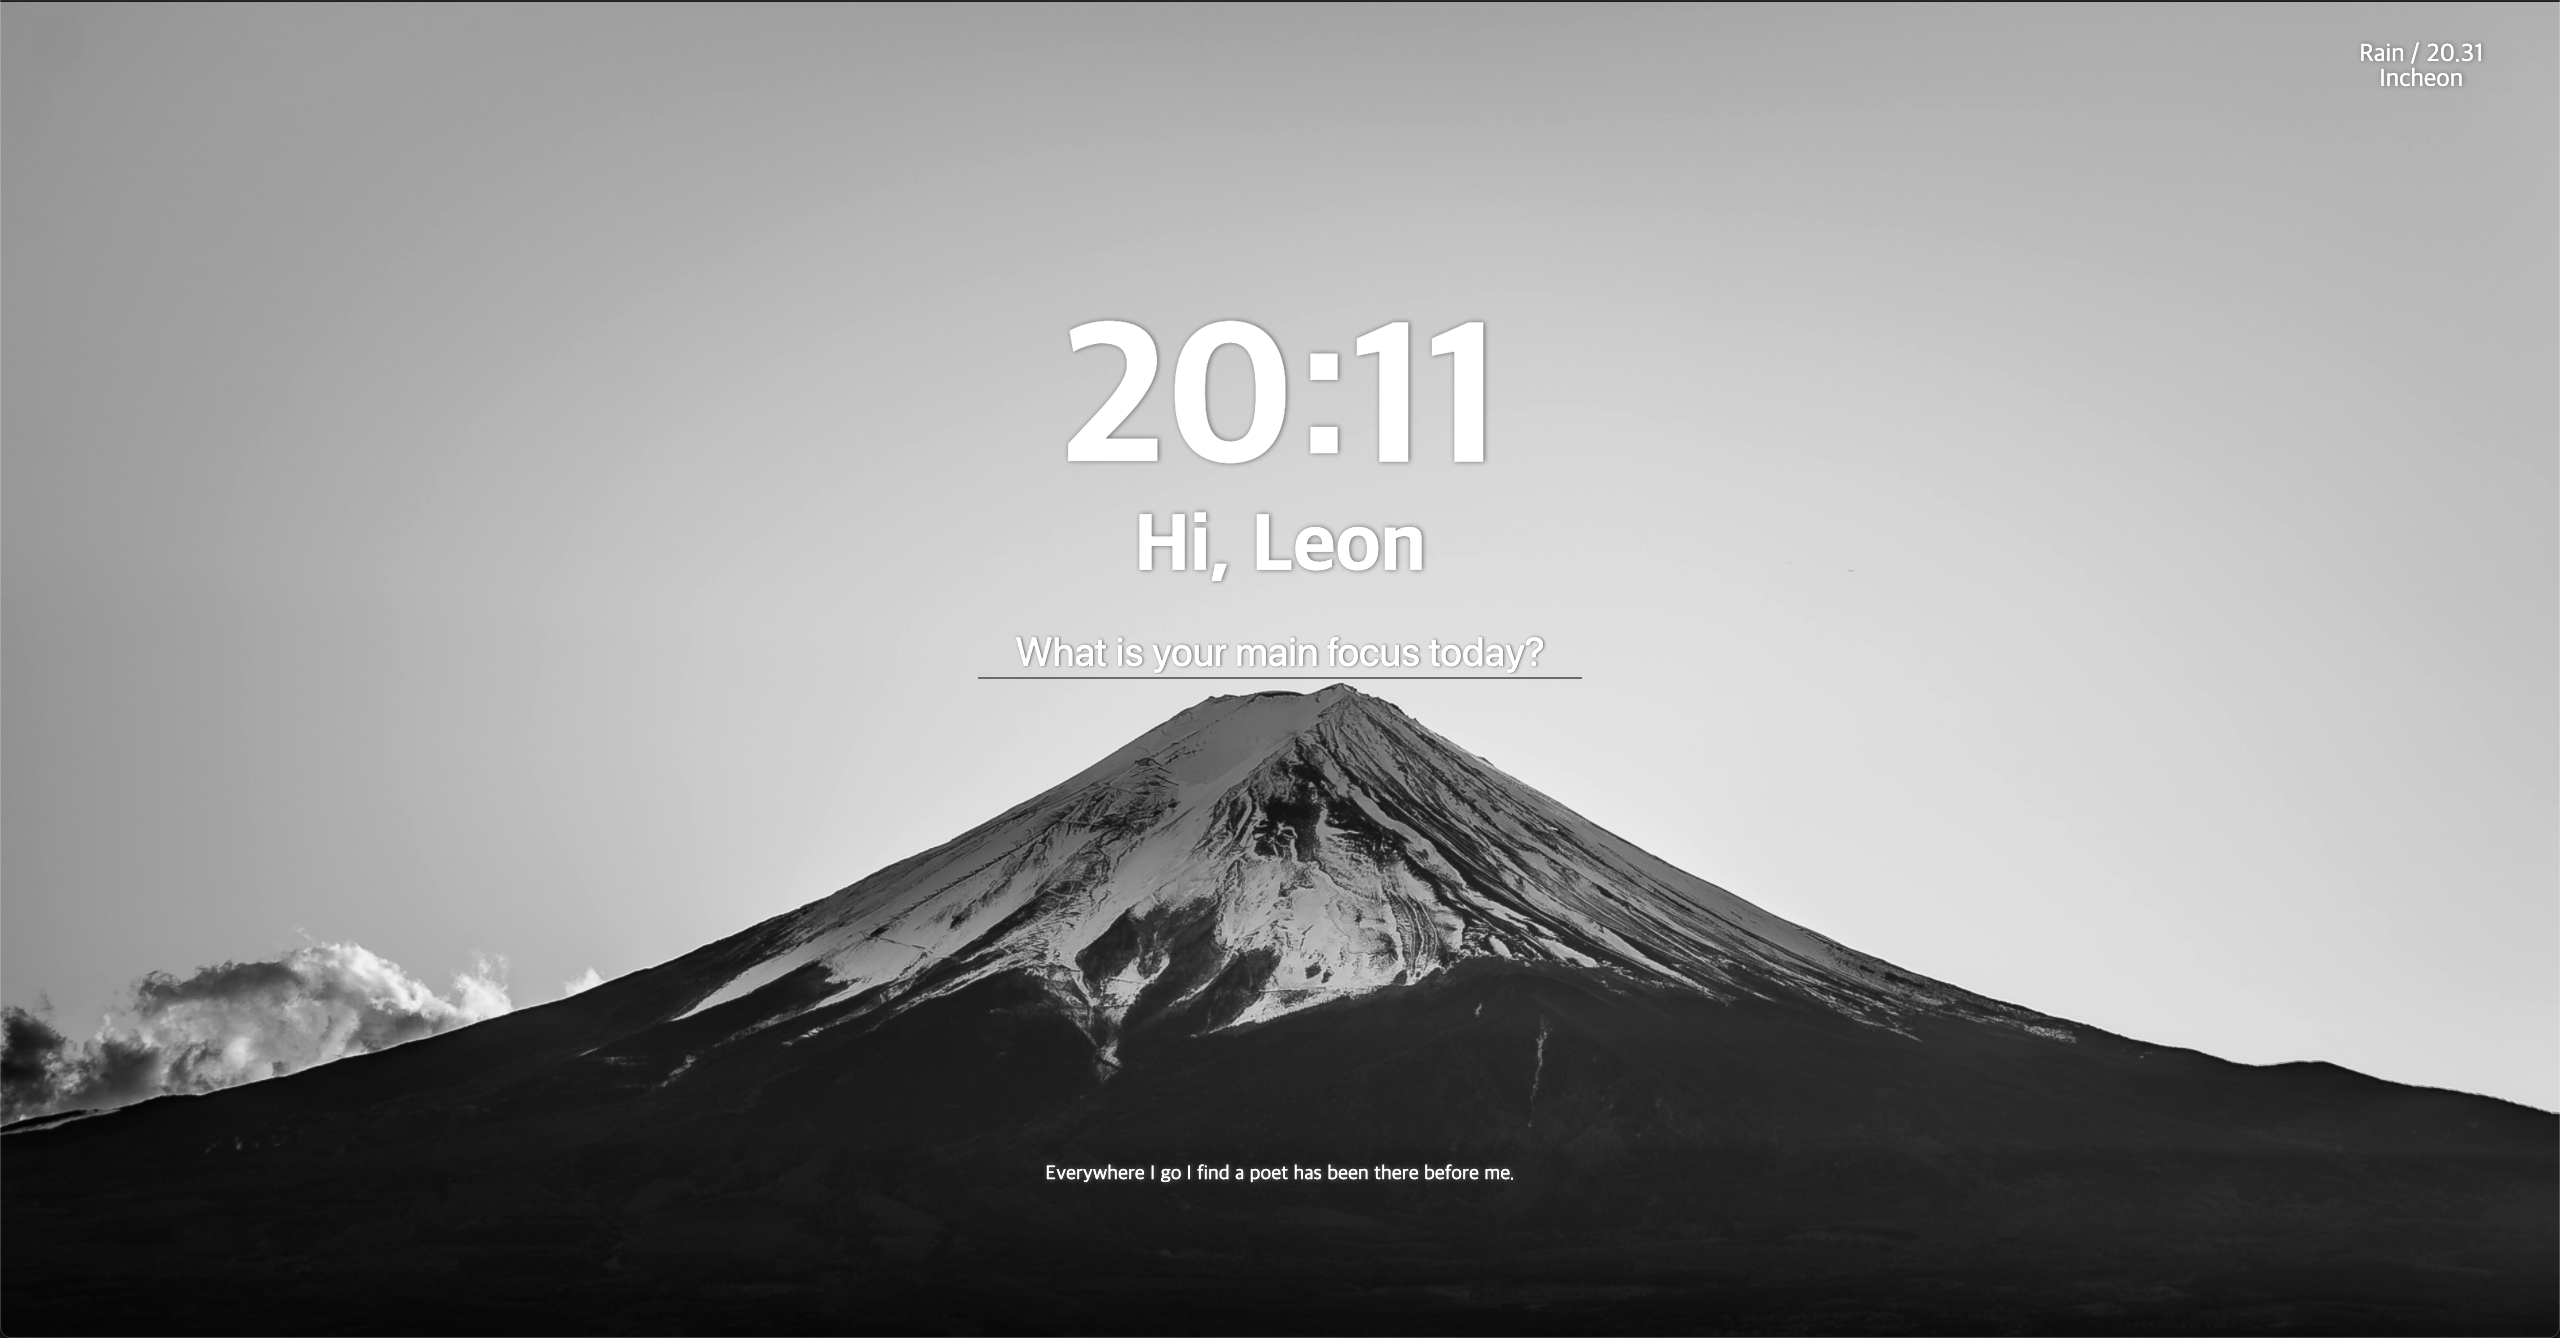 Rain / 20.31
Incheon
20:11
Hi, Leon
What is your main focus today?
Everywhere I go I find a poet has been there before me.